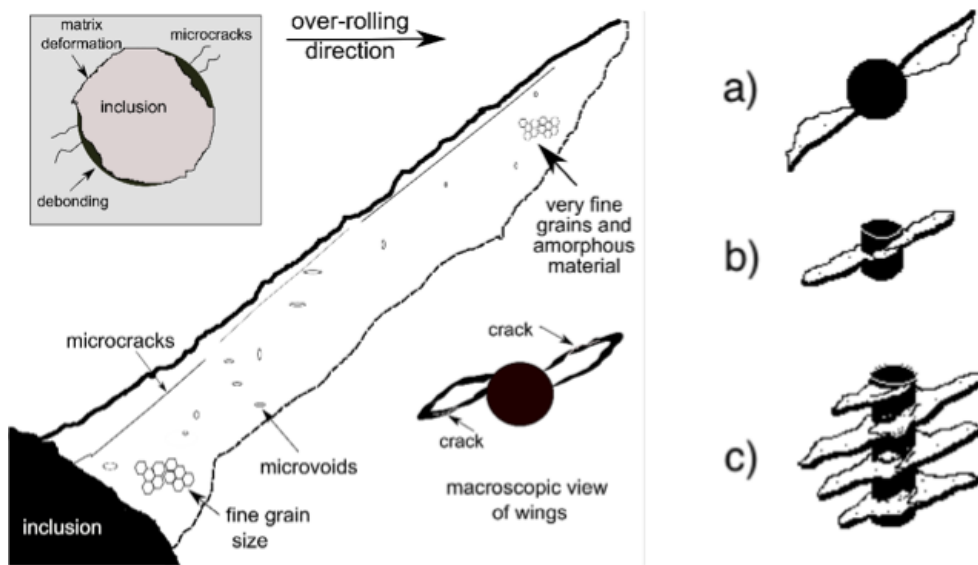 matrix
deformation
microcracks
inclusion
debonding
over-rolling
direction
very fine
grains and
amorphous
material
microcracks
crack
crack
microvoids
macroscopic view
of wings
fine grain
size
inclusion
a)
b)
c)